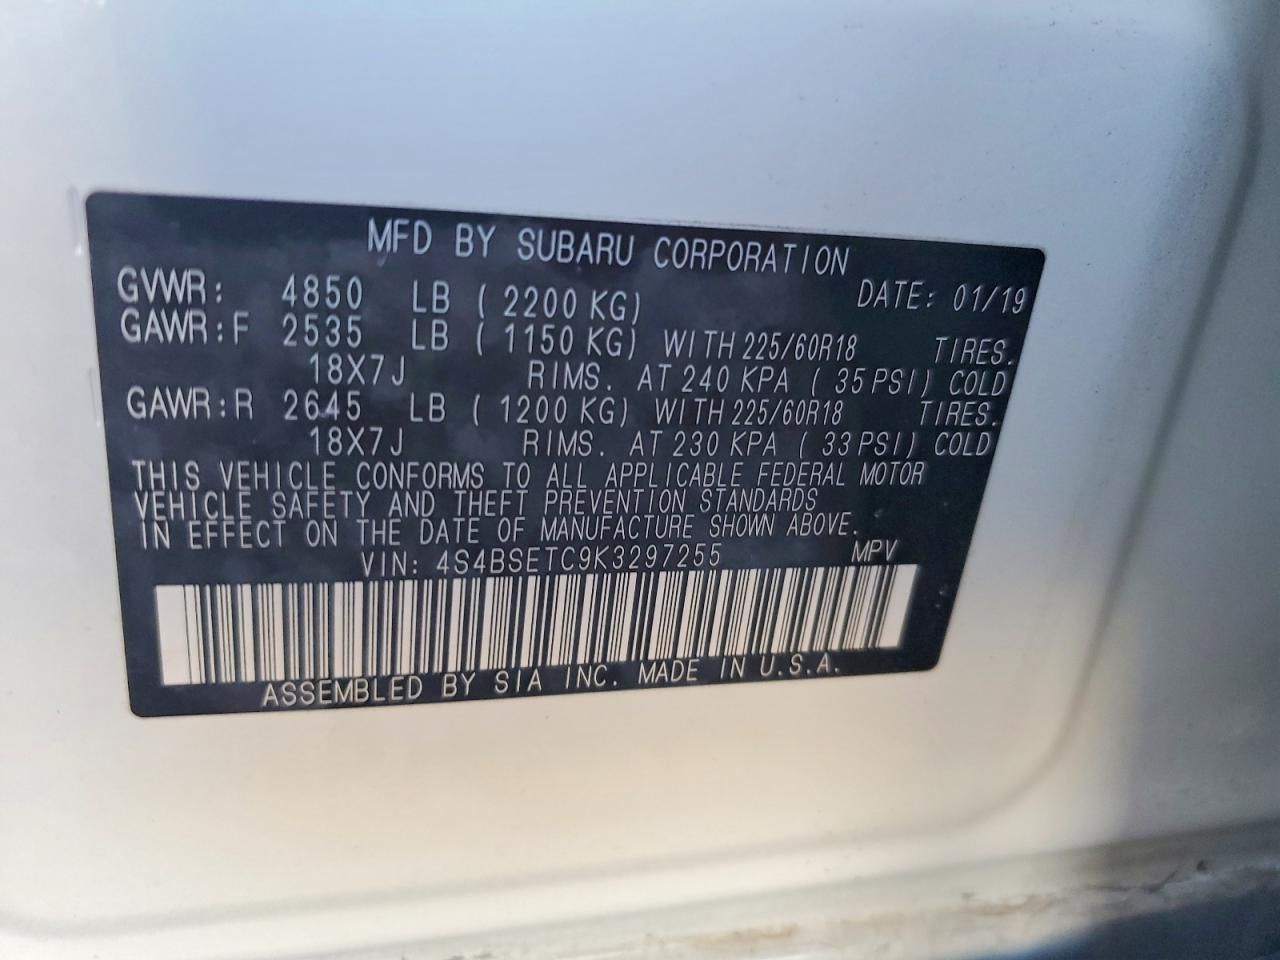 MFD BY SUBARU CORPORATION
GVWR: 4850 LB ( 2200 KG) DATE: 01/19
GAWR:F 2535 LB ( 1150 KG) WITH 225/60R18 TIRES.
18X7J RIMS. AT 240 KPA ( 35 PSI) COLD
GAWR:R 2645 LB ( 1200 KG) WITH 225/60R18 TIRES.
18X7J RIMS. AT 230 KPA ( 33 PSI) COLD
THIS VEHICLE CONFORMS TO ALL APPLICABLE FEDERAL MOTOR
VEHICLE SAFETY AND THEFT PREVENTION STANDARDS
IN EFFECT ON THE DATE OF MANUFACTURE SHOWN ABOVE.
VIN: 4S4BSETC9K3297255 MPV
ASSEMBLED BY SIA INC. MADE IN U.S.A.